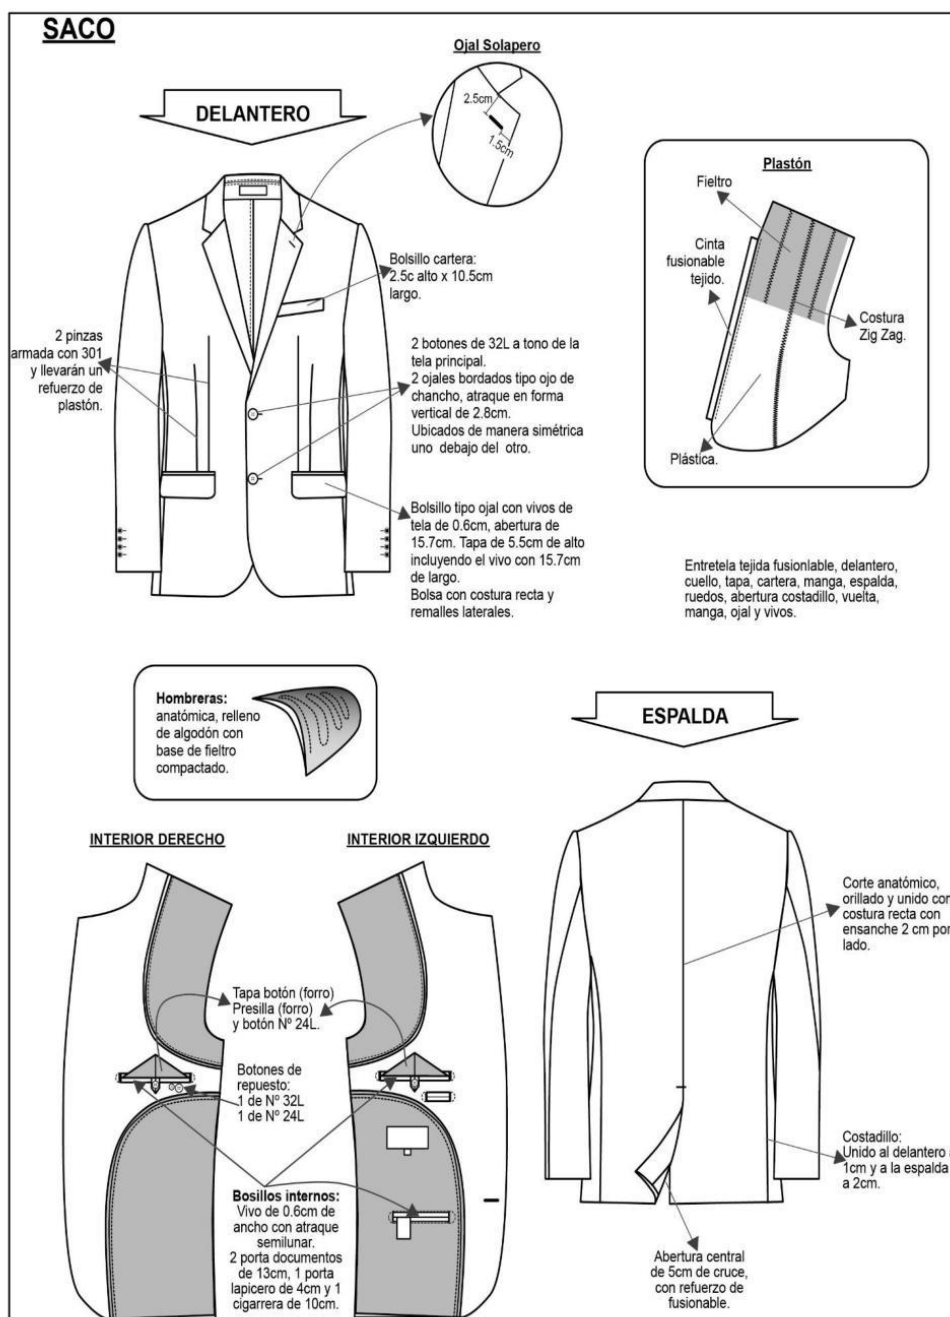 SACO
Ojal Solapero
2.5cm
1.5cm
DELANTERO
Plastón
Fieltro
Cinta
fusionable
tejido.
Costura
Zig Zag.
Plástica.
Bolsillo cartera:
2.5c alto x 10.5cm
largo.
2 pinzas
armada con 301
y llevarán un
refuerzo de
plastón.
2 botones de 32L a tono de la
tela principal.
2 ojales bordados tipo ojo de
chancho, atraque en forma
vertical de 2.8cm.
Ubicados de manera simétrica
uno debajo del otro.
Bolsillo tipo ojal con vivos de
tela de 0.6cm, abertura de
15.7cm. Tapa de 5.5cm de alto
incluyendo el vivo con 15.7cm
de largo.
Bolsa con costura recta y
remalles laterales.
Entretela tejida fusionlable, delantero,
cuello, tapa, cartera, manga, espalda,
ruedos, abertura costadillo, vuelta,
manga, ojal y vivos.
Hombreras:
anatómica, relleno
de algodón con
base de fieltro
compactado.
ESPALDA
INTERIOR DERECHO
INTERIOR IZQUIERDO
Tapa botón (forro)
Presilla (forro)
y botón Nº 24L.
Botones de
repuesto:
1 de Nº 32L
1 de Nº 24L
Bosillos internos:
Vivo de 0.6cm de
ancho con atraque
semilunar.
2 porta documentos
de 13cm, 1 porta
lapicero de 4cm y 1
cigarrera de 10cm.
Corte anatómico,
orillado y unido con
costura recta con
ensanche 2 cm por
lado.
Costadillo:
Unido al delantero a
1cm y a la espalda
a 2cm.
Abertura central
de 5cm de cruce,
con refuerzo de
fusionable.